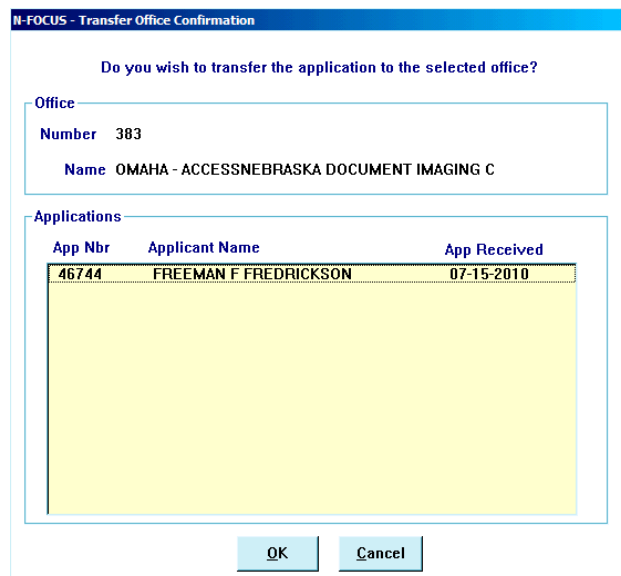 N-FOCUS - Transfer Office Confirmation
Do you wish to transfer the application to the selected office?
Office
Number 383
Name OMAHA - ACCESSNEBRASKA DOCUMENT IMAGING C
Applications
App Nbr Applicant Name App Received
46744 FREEMAN F FREDRICKSON 07-15-2010
OK Cancel